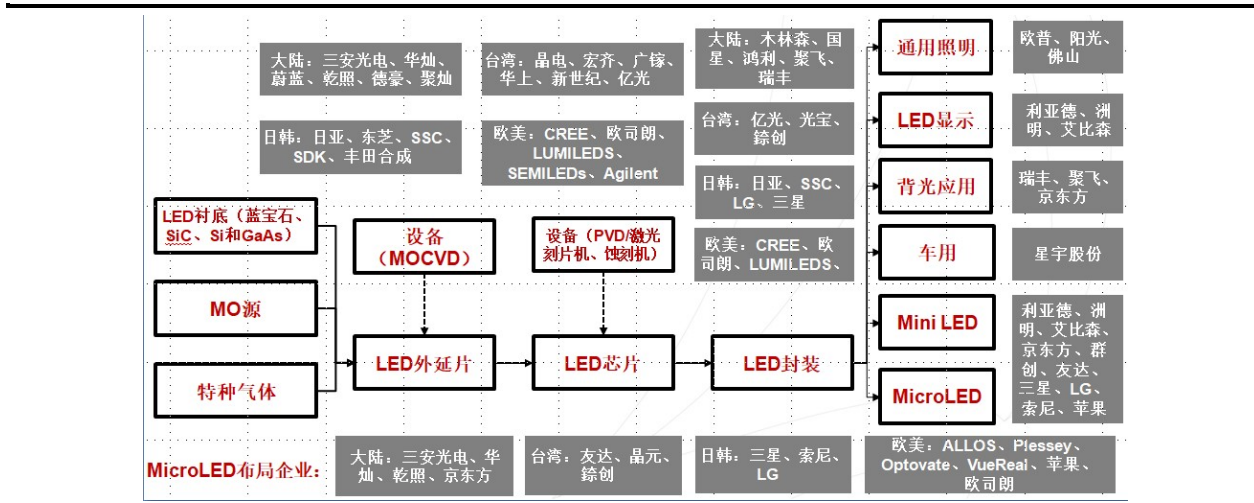 大陆：三安光电、华灿、
蔚蓝、乾照、德豪、聚灿
台湾：晶电、宏齐、广镓、
华上、新世纪、亿光
大陆：木林森、国
星、鸿利、聚飞、
瑞丰
通用照明
欧普、阳光、
佛山
日韩：日亚、东芝、SSC、
SDK、丰田合成
欧美：CREE、欧司朗、
LUMILEDS、
SEMILEDs、Agilent
台湾：亿光、光宝、
錼创
LED显示
利亚德、洲
明、艾比森
日韩：日亚、SSC、
LG、三星
背光应用
瑞丰、聚飞、
京东方
LED衬底（蓝宝石、
SiC、Si和GaAs）
设备
（MOCVD）
设备（PVD/激光
刻片机、蚀刻机）
欧美：CREE、欧
司朗、LUMILEDS、
车用
星宇股份
MO源
Mini LED
利亚德、洲
明、艾比森、
京东方、群
创、友达、
三星、LG、
索尼、苹果
特种气体
LED外延片
LED芯片
LED封装
MicroLED
MicroLED布局企业：
大陆：三安光电、华
灿、乾照、京东方
台湾：友达、晶元、
錼创
日韩：三星、索尼、
LG
欧美：ALLOS、Plessey、
Optovate、VueReal、苹果、
欧司朗